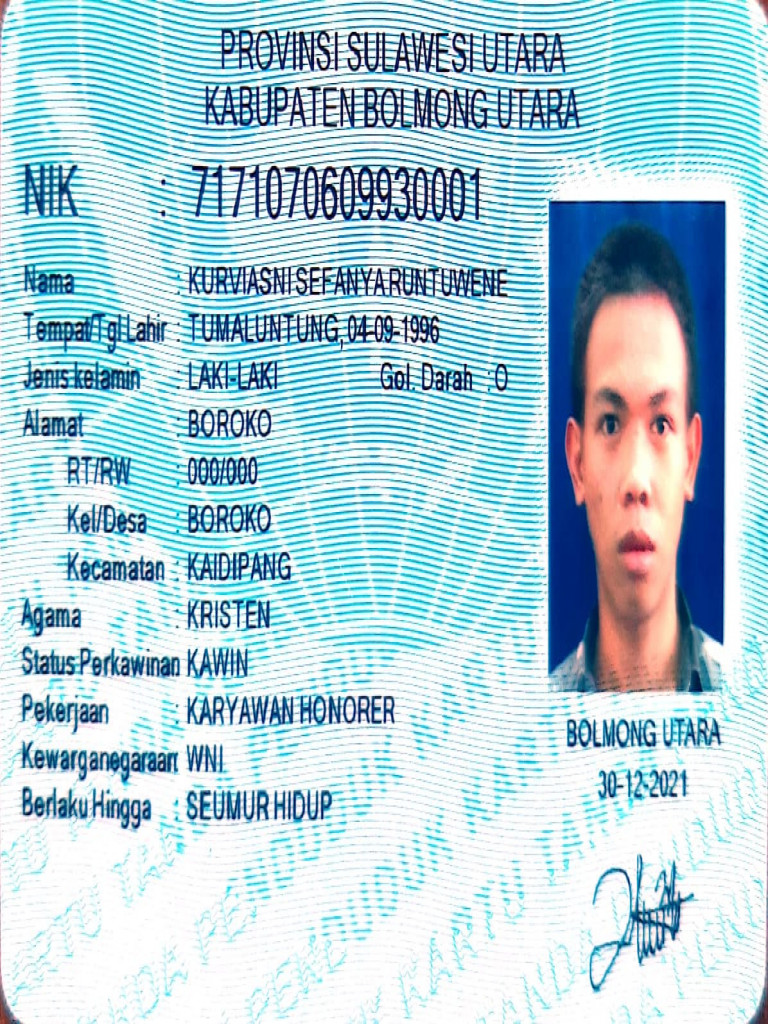 PROVINSI SULAWESI UTARA
KABUPATEN BOLMONG UTARA
NIK : 7171070609930001
Nama : KURVIASNI SEFANYA RUNTUWENE
Tempat/Tgl Lahir : TUMALUNTUNG, 04-09-1996
Jenis kelamin : LAKI-LAKI Gol. Darah : O
Alamat : BOROKO
RT/RW : 000/000
Kel/Desa : BOROKO
Kecamatan : KAIDIPANG
Agama : KRISTEN
Status Perkawinan KAWIN
Pekerjaan : KARYAWAN HONORER
Kewarganegaraan: WNI
Berlaku Hingga : SEUMUR HIDUP
BOLMONG UTARA
30-12-2021